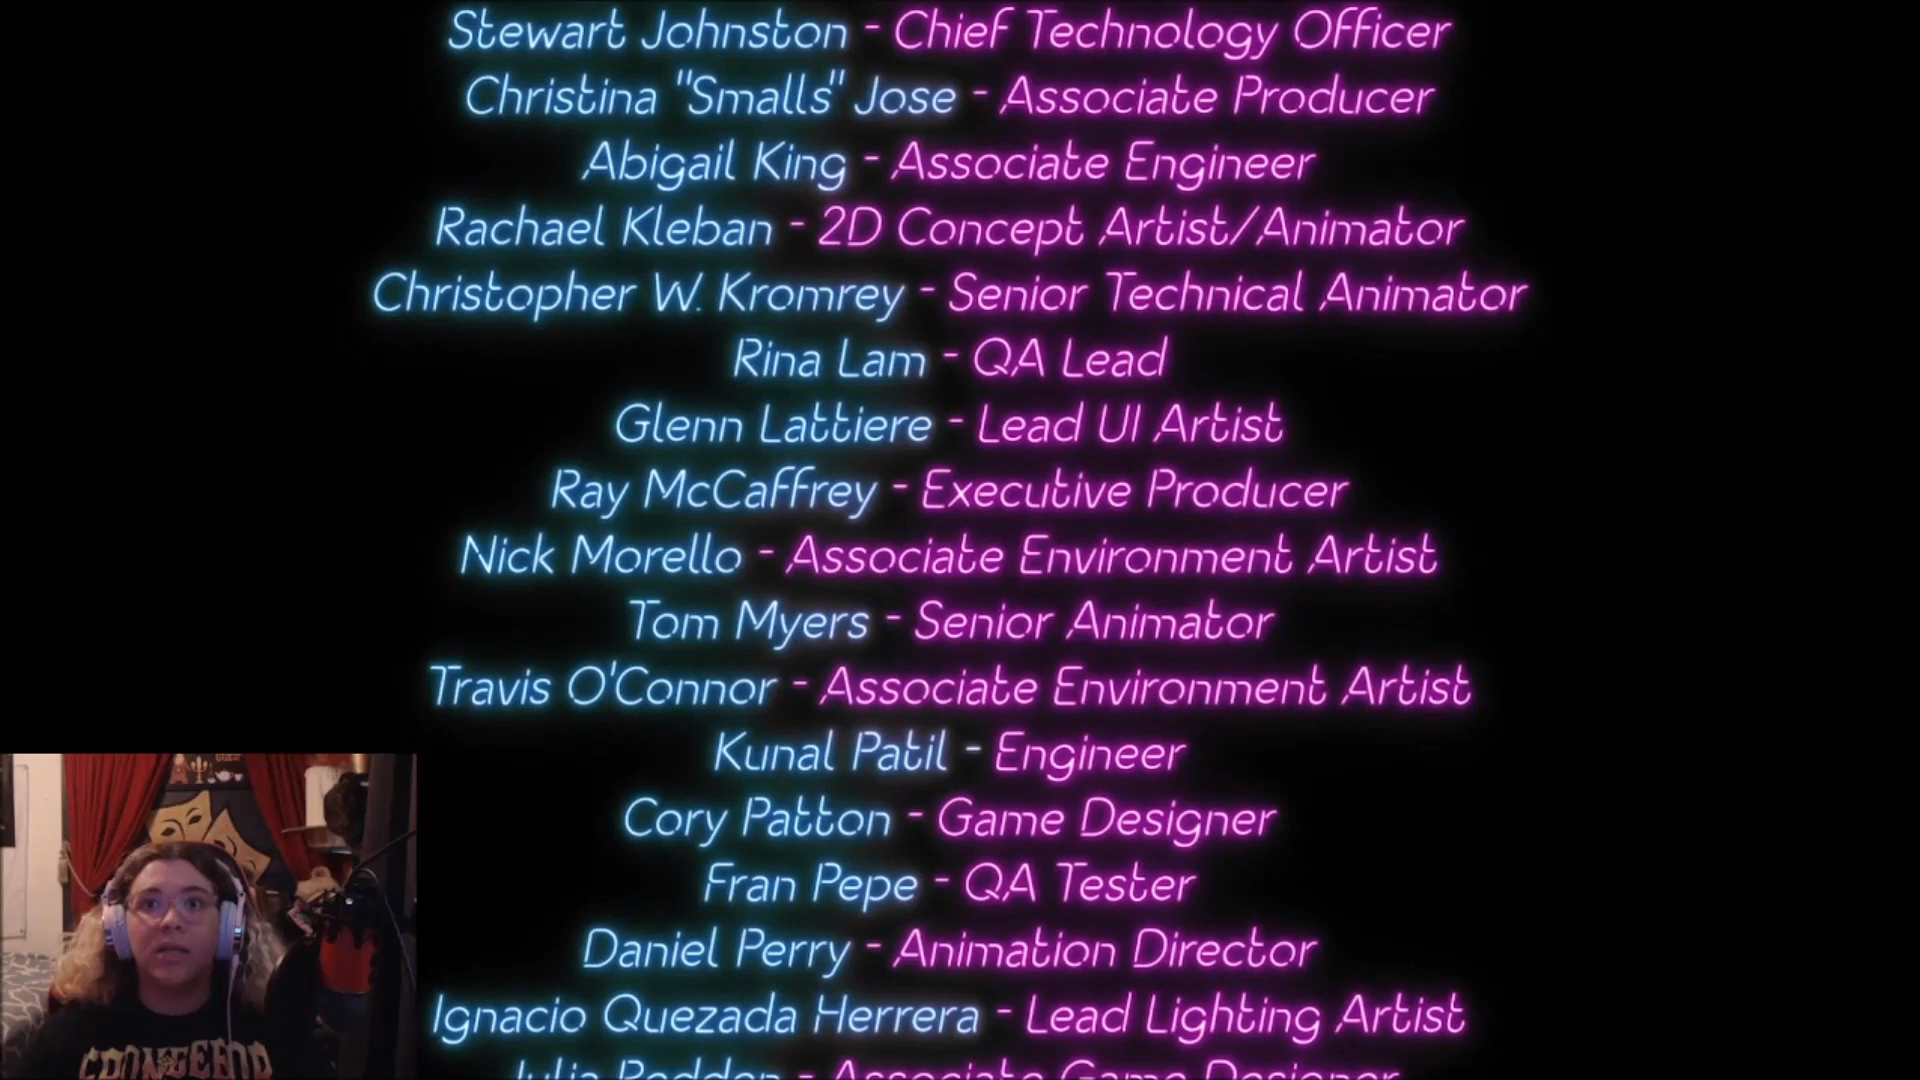 Stewart Johnston - Chief Technology Officer
Christina "Smalls" Jose - Associate Producer
Abigail King - Associate Engineer
Rachael Kleban - 2D Concept Artist/Animator
Christopher W. Kromrey - Senior Technical Animator
Rina Lam - QA Lead
Glenn Lattiere - Lead UI Artist
Ray McCaffrey - Executive Producer
Nick Morello - Associate Environment Artist
Tom Myers - Senior Animator
Travis O'Connor - Associate Environment Artist
Kunal Patil - Engineer
Cory Patton - Game Designer
Fran Pepe - QA Tester
Daniel Perry - Animation Director
Ignacio Quezada Herrera - Lead Lighting Artist
- Associate Game Designer